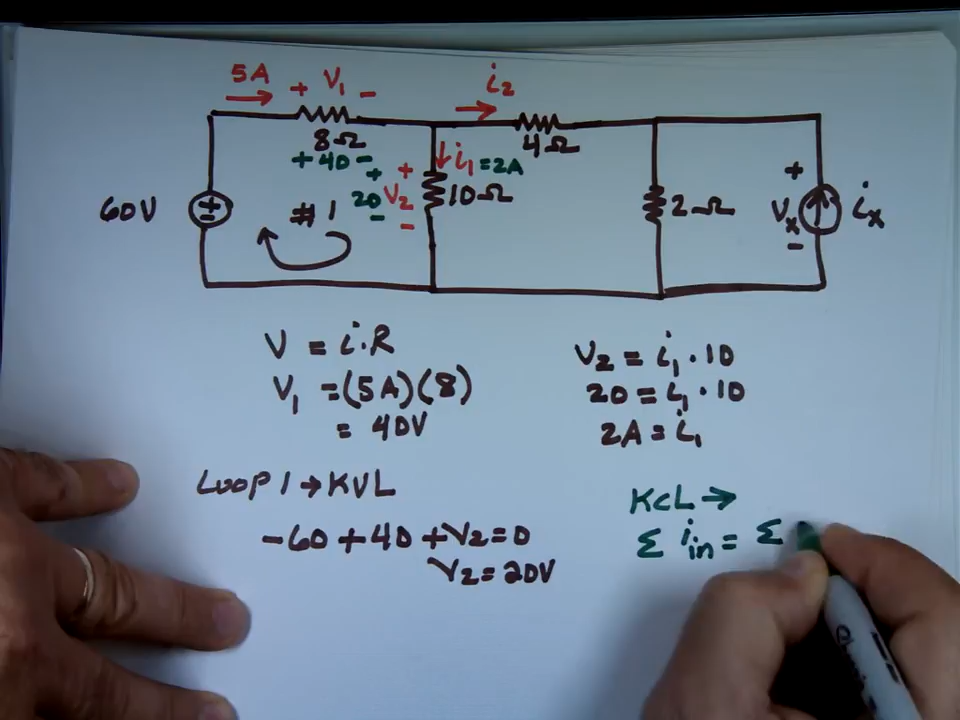 5A + V₁ - i₂
8Ω 4Ω
+40- + + i₁=2A +
60V #1 20 V₂ 10Ω 2Ω Vₓ iₓ
- - -
V = i.R
V₁ =(5A)(8)
= 40V
LOOP 1→KVL
-60 +40 +V₂=0
V₂=20V
V₂ = i₁·10
20 = i₁·10
2A = i₁
KCL→
Σ i in = Σ